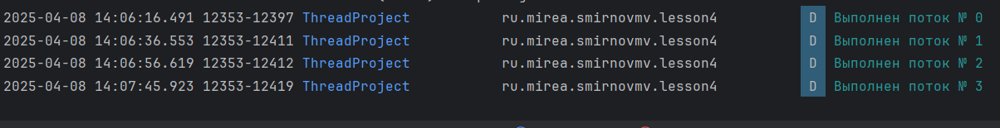 2025-04-08 14:06:16.491 12353-12397 ThreadProject ru.mirea.smirnovmv.lesson4 D Выполнен поток № 0
2025-04-08 14:06:36.553 12353-12411 ThreadProject ru.mirea.smirnovmv.lesson4 D Выполнен поток № 1
2025-04-08 14:06:56.619 12353-12412 ThreadProject ru.mirea.smirnovmv.lesson4 D Выполнен поток № 2
2025-04-08 14:07:45.923 12353-12419 ThreadProject ru.mirea.smirnovmv.lesson4 D Выполнен поток № 3